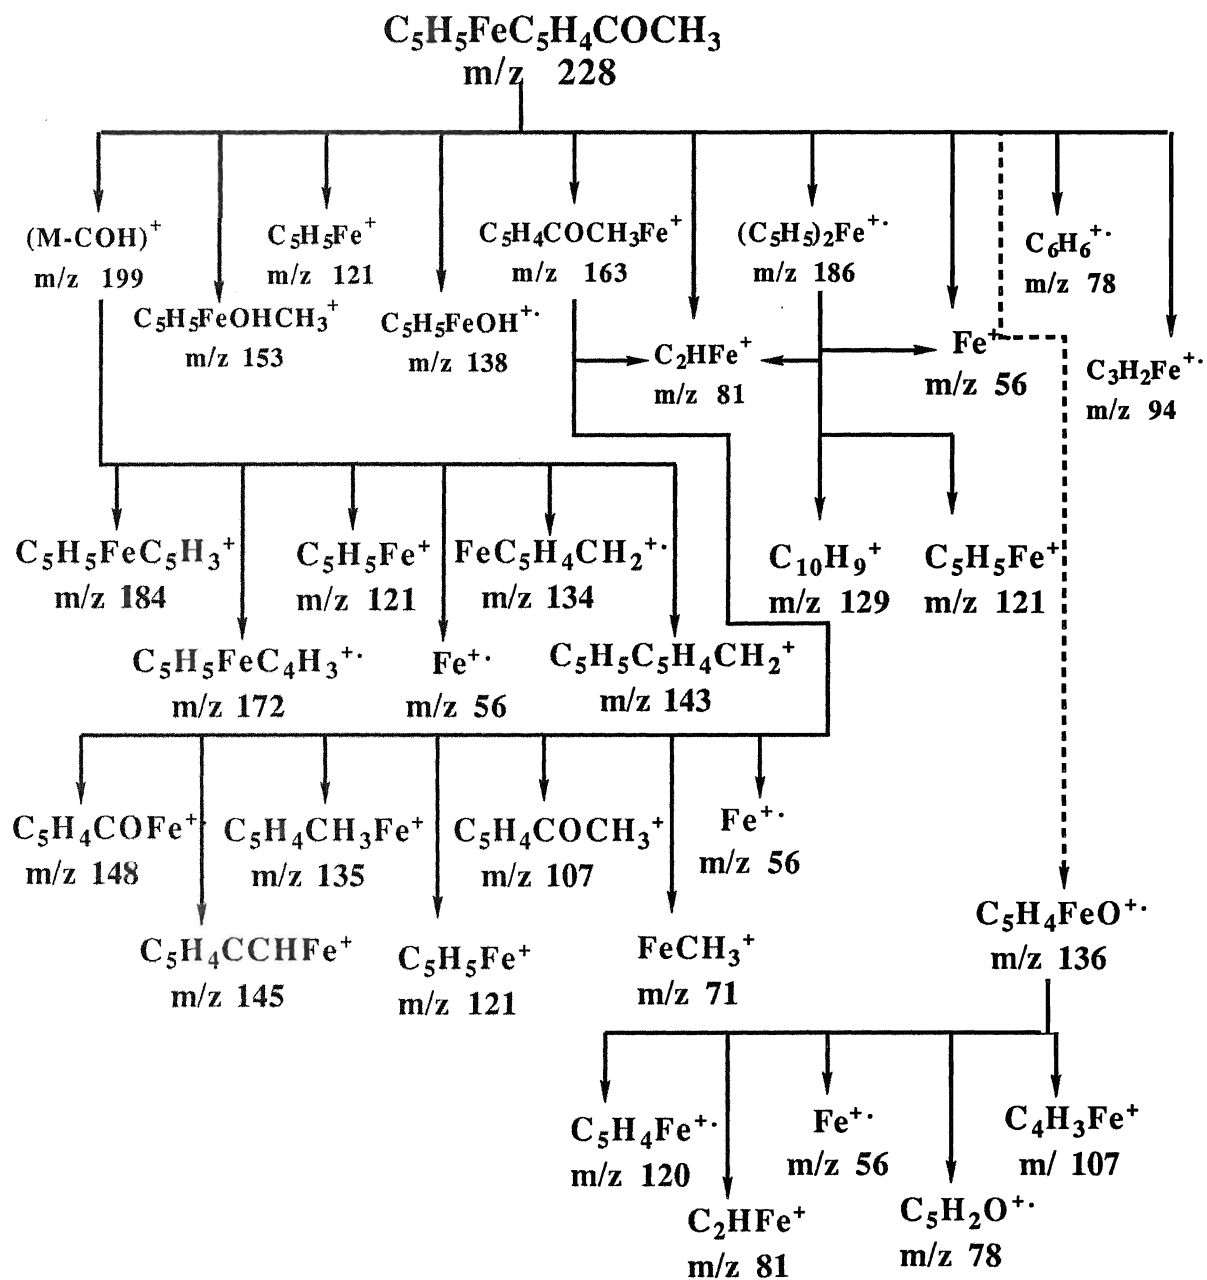 C₅H₅FeC₅H₄COCH₃
m/z 228
(M-COH)⁺
m/z 199
C₅H₅FeOHCH₃⁺
m/z 153
C₅H₅Fe⁺
m/z 121
C₅H₅FeOH⁺·
m/z 138
C₅H₄COCH₃Fe⁺
m/z 163
C₂HFe⁺
m/z 81
(C₅H₅)₂Fe⁺·
m/z 186
Fe⁺
m/z 56
C₆H₆⁺·
m/z 78
C₃H₂Fe⁺·
m/z 94
C₅H₅FeC₅H₃⁺
m/z 184
C₅H₅FeC₄H₃⁺·
m/z 172
C₅H₅Fe⁺
m/z 121
Fe⁺·
m/z 56
FeC₅H₄CH₂⁺·
m/z 134
C₅H₅C₅H₄CH₂⁺
m/z 143
C₁₀H₉⁺
m/z 129
C₅H₅Fe⁺
m/z 121
C₅H₄COFe⁺·
m/z 148
C₅H₄CCHFe⁺
m/z 145
C₅H₄CH₃Fe⁺
m/z 135
C₅H₅Fe⁺
m/z 121
C₅H₄COCH₃⁺
m/z 107
FeCH₃⁺
m/z 71
Fe⁺·
m/z 56
C₅H₄FeO⁺·
m/z 136
C₅H₄Fe⁺·
m/z 120
C₂HFe⁺
m/z 81
Fe⁺·
m/z 56
C₅H₂O⁺·
m/z 78
C₄H₃Fe⁺
m/ 107